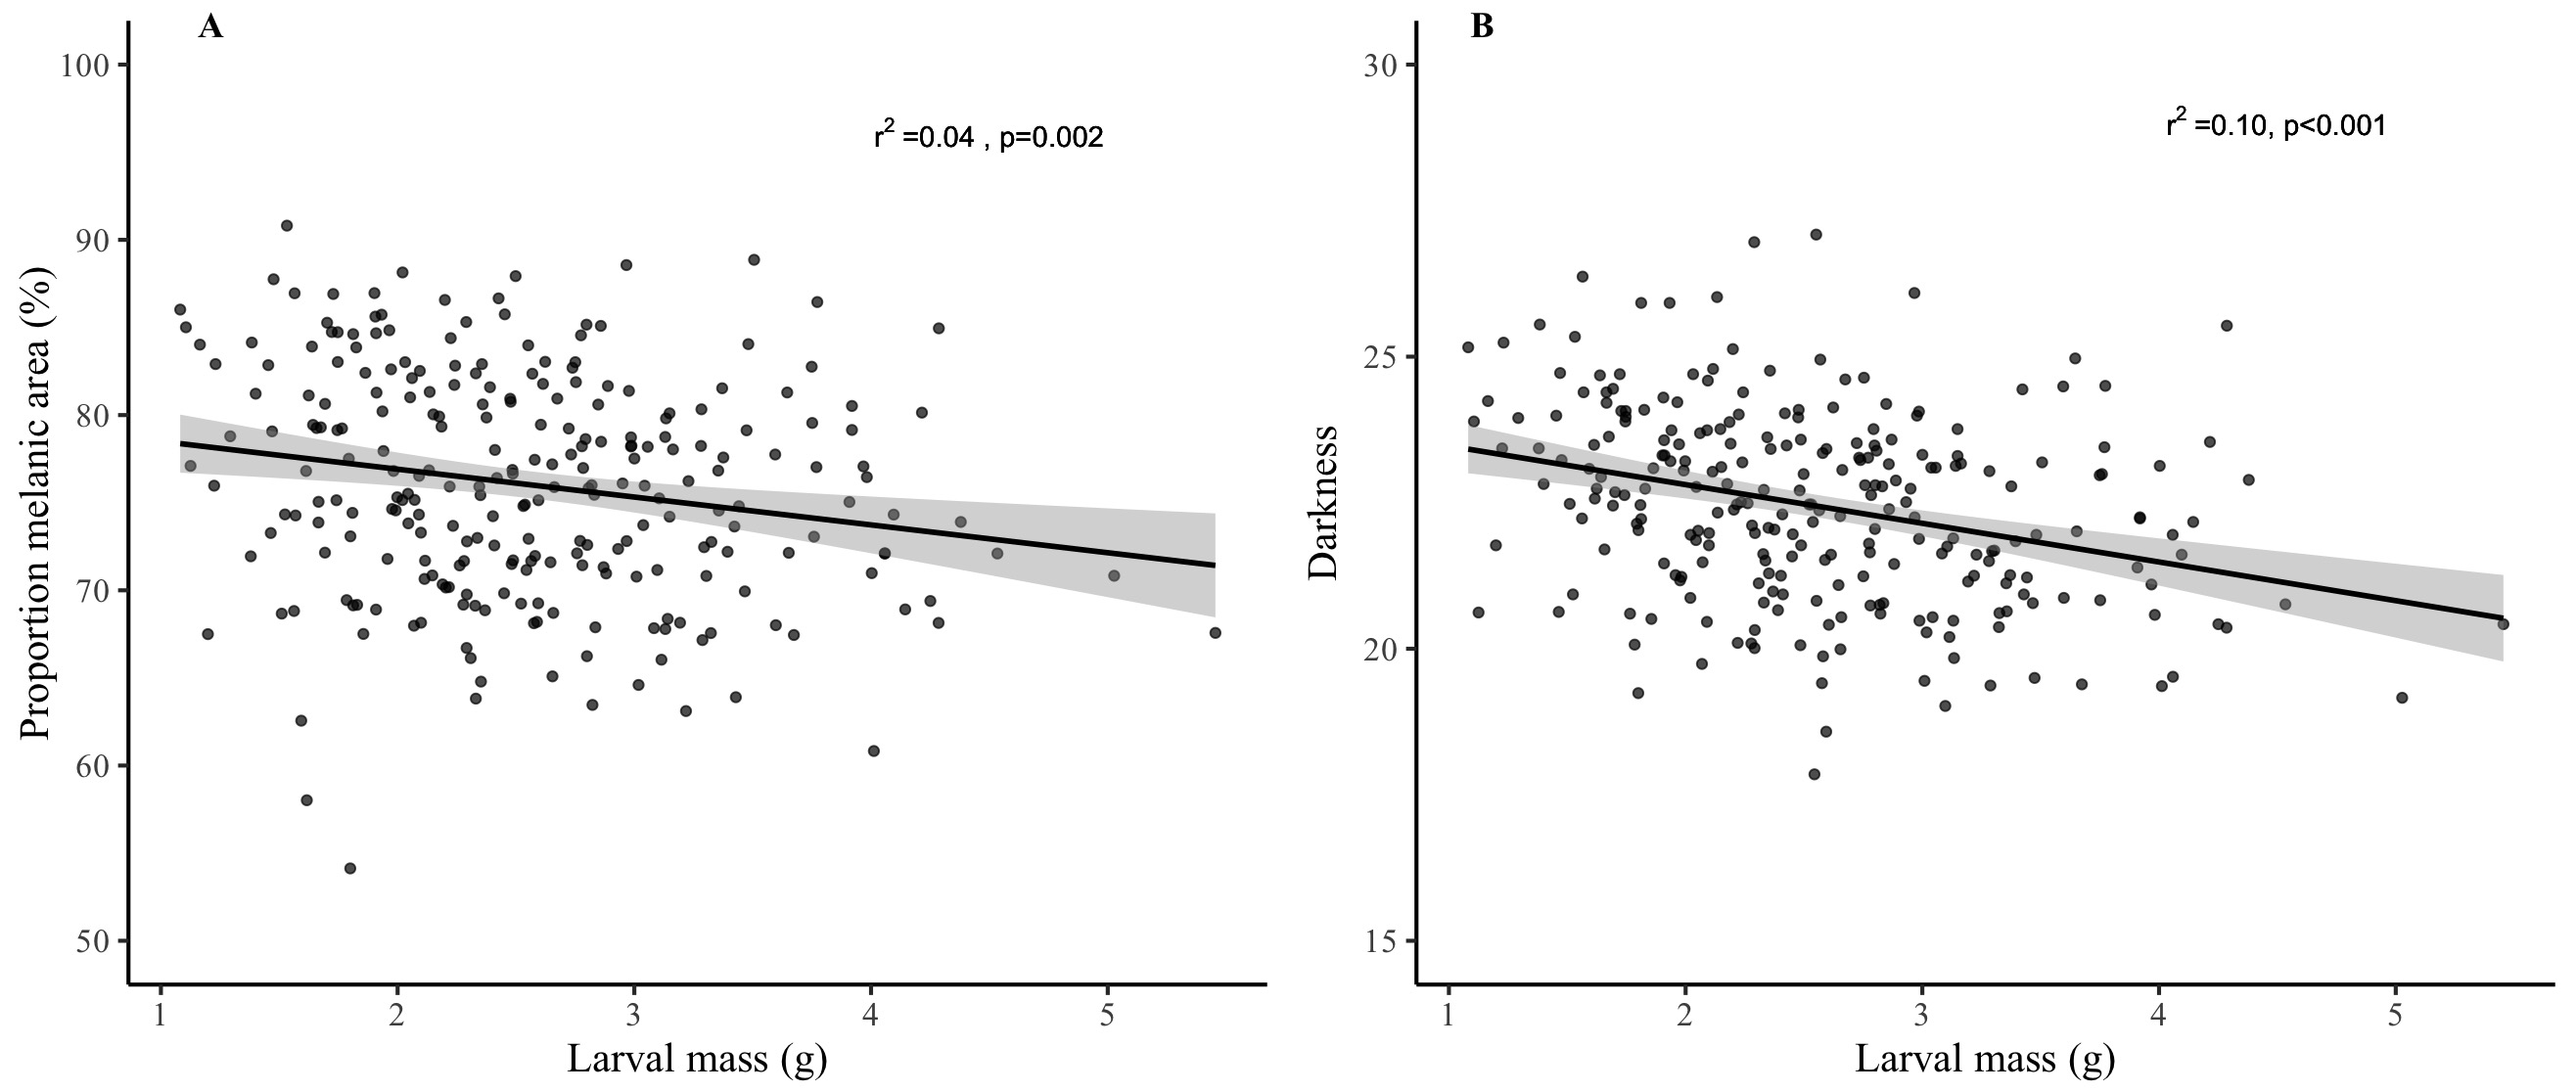 A
B
100
90
80
70
60
50
Proportion melanic area (%)
r2 =0.04 , p=0.002
1 2 3 4 5
Larval mass (g)
30
25
20
15
Darkness
r2 =0.10, p<0.001
1 2 3 4 5
Larval mass (g)